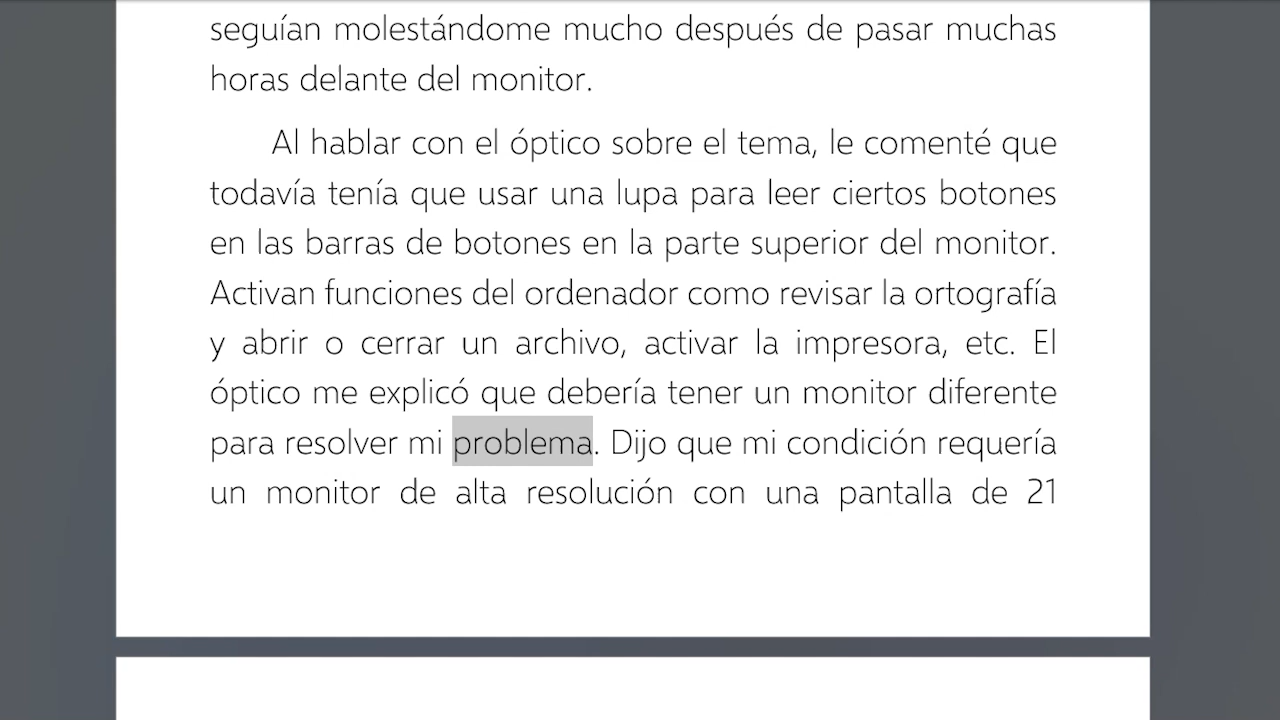 seguían molestándome mucho después de pasar muchas
horas delante del monitor.
Al hablar con el óptico sobre el tema, le comenté que
todavía tenía que usar una lupa para leer ciertos botones
en las barras de botones en la parte superior del monitor.
Activan funciones del ordenador como revisar la ortografía
y abrir o cerrar un archivo, activar la impresora, etc. El
óptico me explicó que debería tener un monitor diferente
para resolver mi problema. Dijo que mi condición requería
un monitor de alta resolución con una pantalla de 21